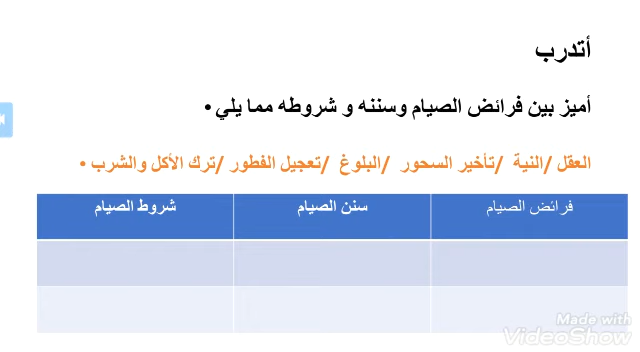 أتدرب
أميز بين فرائض الصيام وسننه و شروطه مما يلي •
العقل /النية /تأخير السحور /البلوغ /تعجيل الفطور /ترك الأكل والشرب •
فرائض الصيام سنن الصيام شروط الصيام
Made with
VideoShow